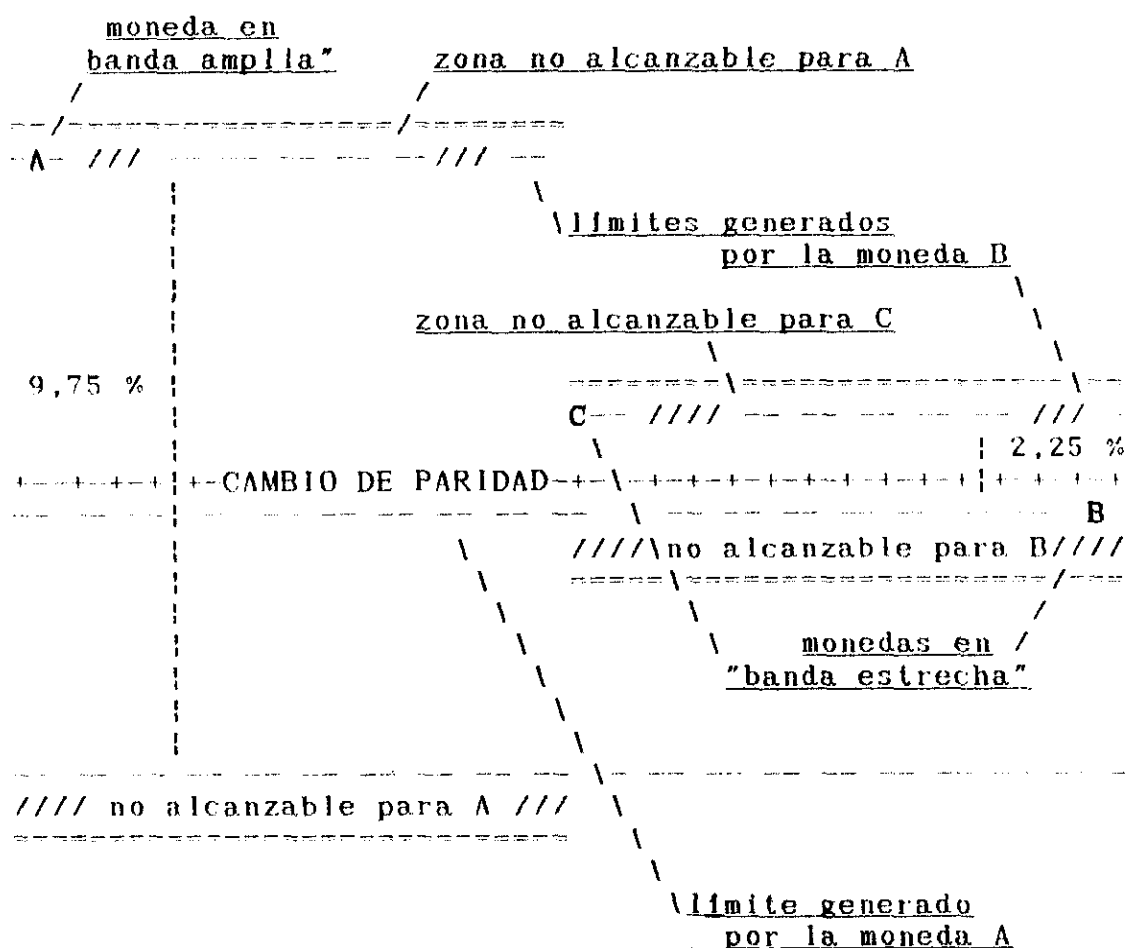 moneda en
banda amplia"
zona no alcanzable para A
A
límites generados
por la moneda B
zona no alcanzable para C
9,75 %
C
2,25 %
CAMBIO DE PARIDAD
B
no alcanzable para B
monedas en
"banda estrecha"
no alcanzable para A
límite generado
por la moneda A